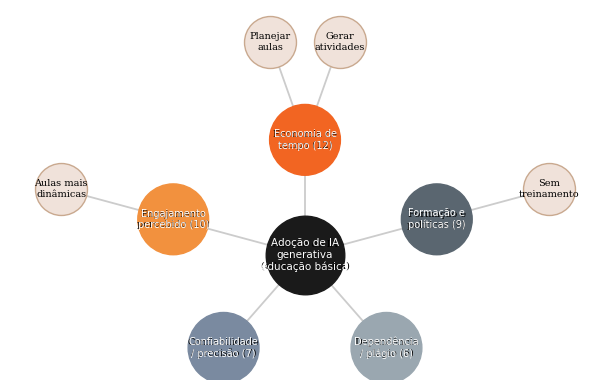 Planejar
aulas
Gerar
atividades
Economia de
tempo (12)
Aulas mais
dinâmicas
Sem
treinamento
Engajamento
percebido (10)
Formação e
políticas (9)
Adoção de IA
generativa
(educação básica)
Confiabilidade
/ precisão (7)
Dependência
/ plágio (6)